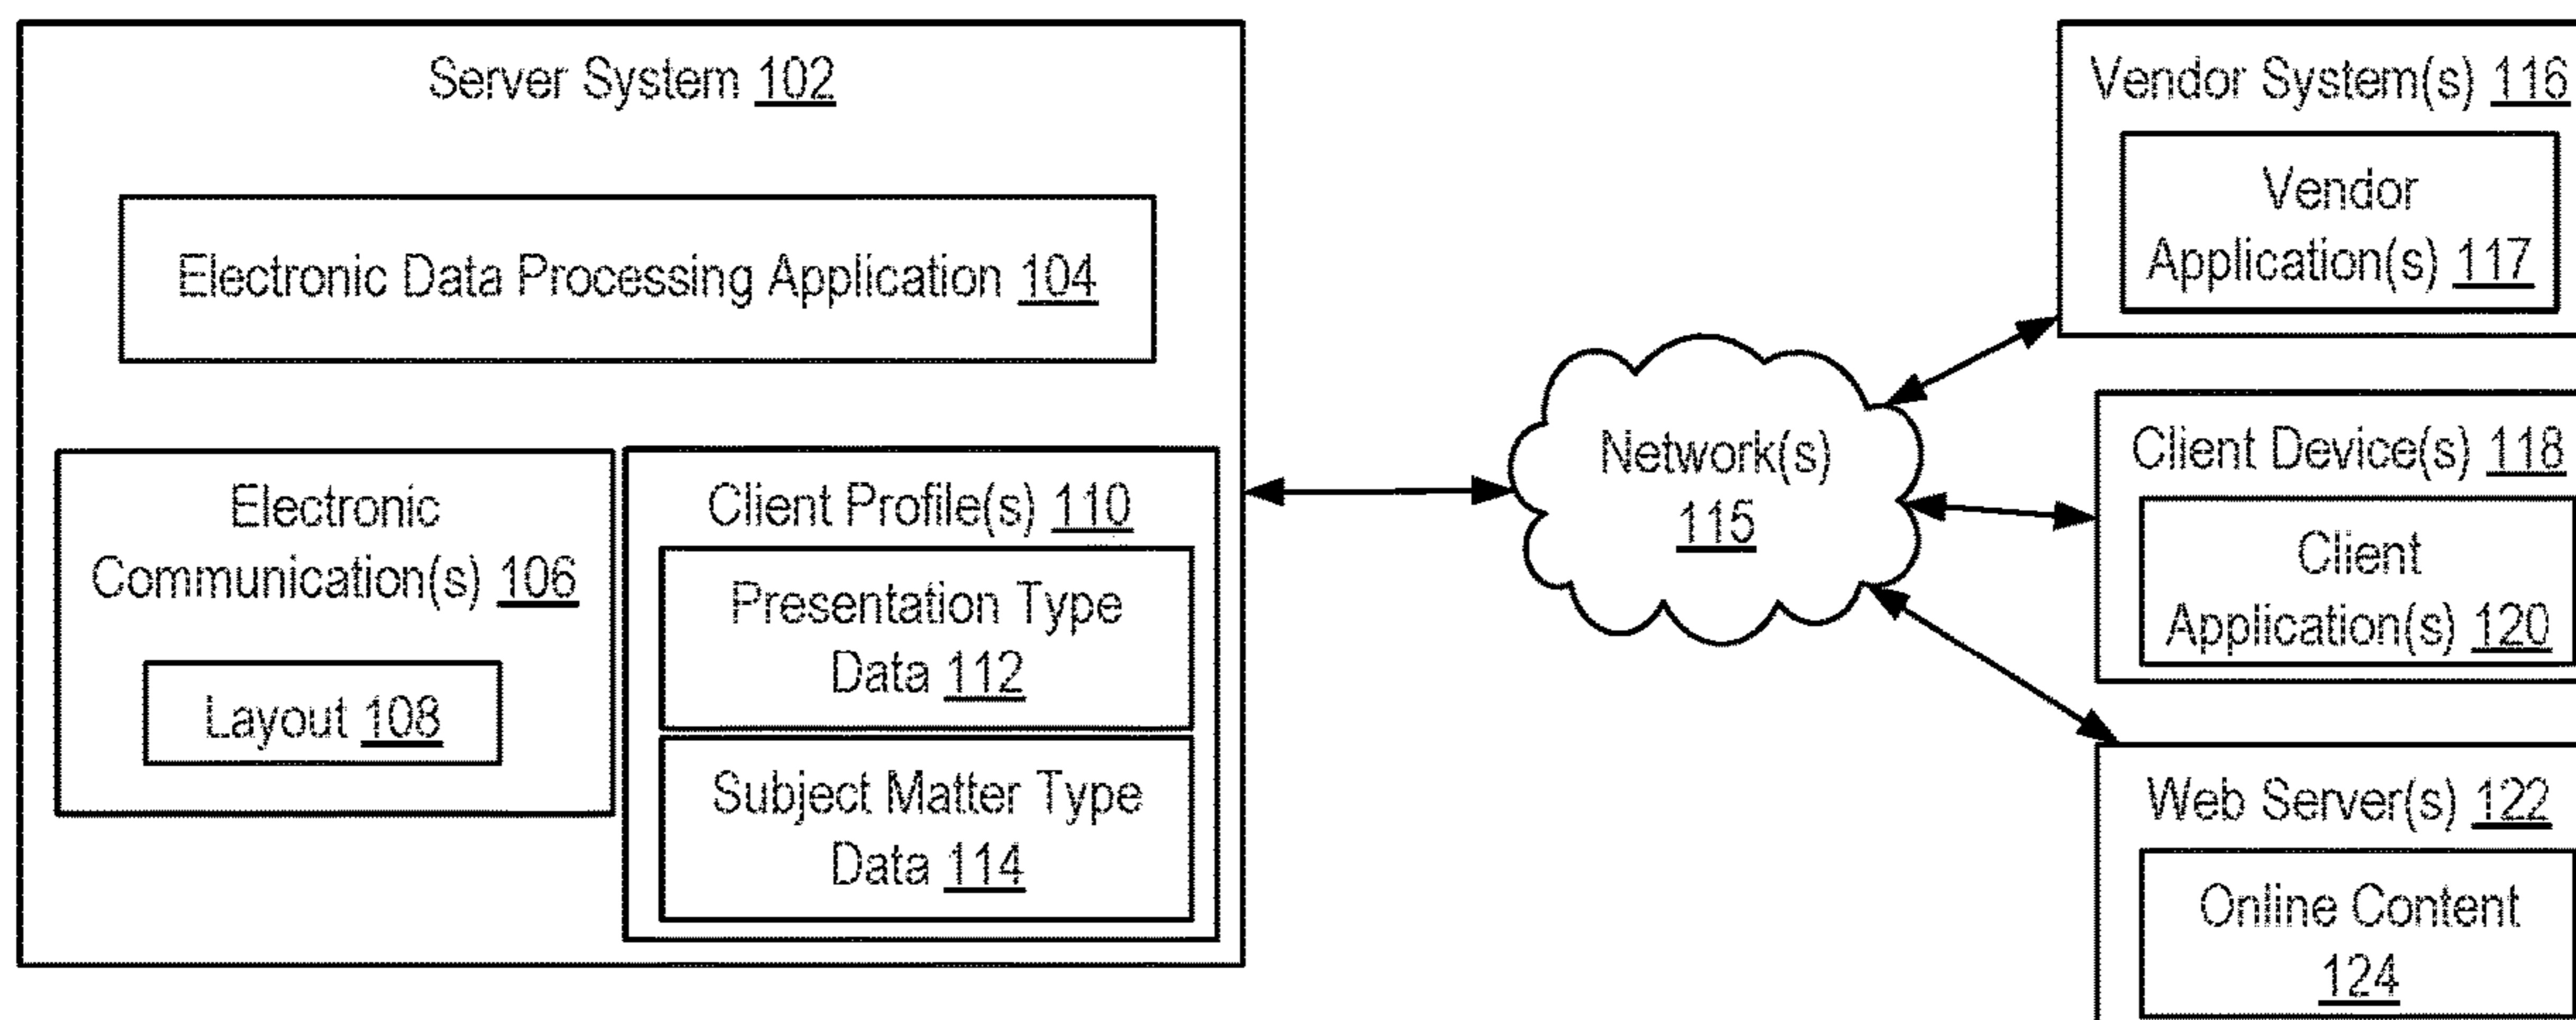 Server System 102
Electronic Data Processing Application 104
Electronic
Communication(s) 106
Layout 108
Client Profile(s) 110
Presentation Type
Data 112
Subject Matter Type
Data 114
Network(s)
115
Vendor System(s) 116
Vendor
Application(s) 117
Client Device(s) 118
Client
Application(s) 120
Web Server(s) 122
Online Content
124